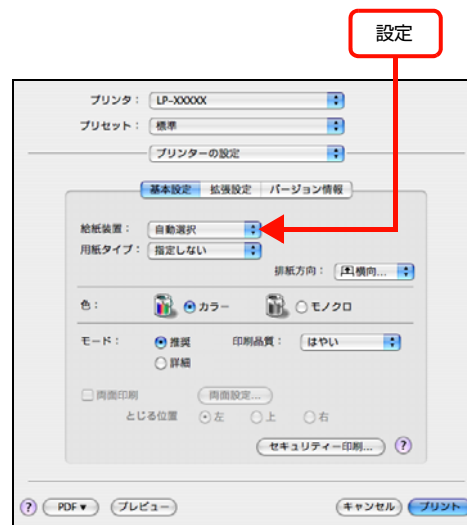 設定
プリンタ： LP-XXXXX
プリセット： 標準
プリンターの設定
基本設定 拡張設定 バージョン情報
給紙装置： 自動選択
用紙タイプ： 指定しない
排紙方向： 横向...
色： カラー モノクロ
モード： 推奨 印刷品質： はやい
詳細
両面印刷 両面設定...
とじる位置 左 上 右
セキュリティー印刷... ?
? PDF▼ プレビュー キャンセル プリント